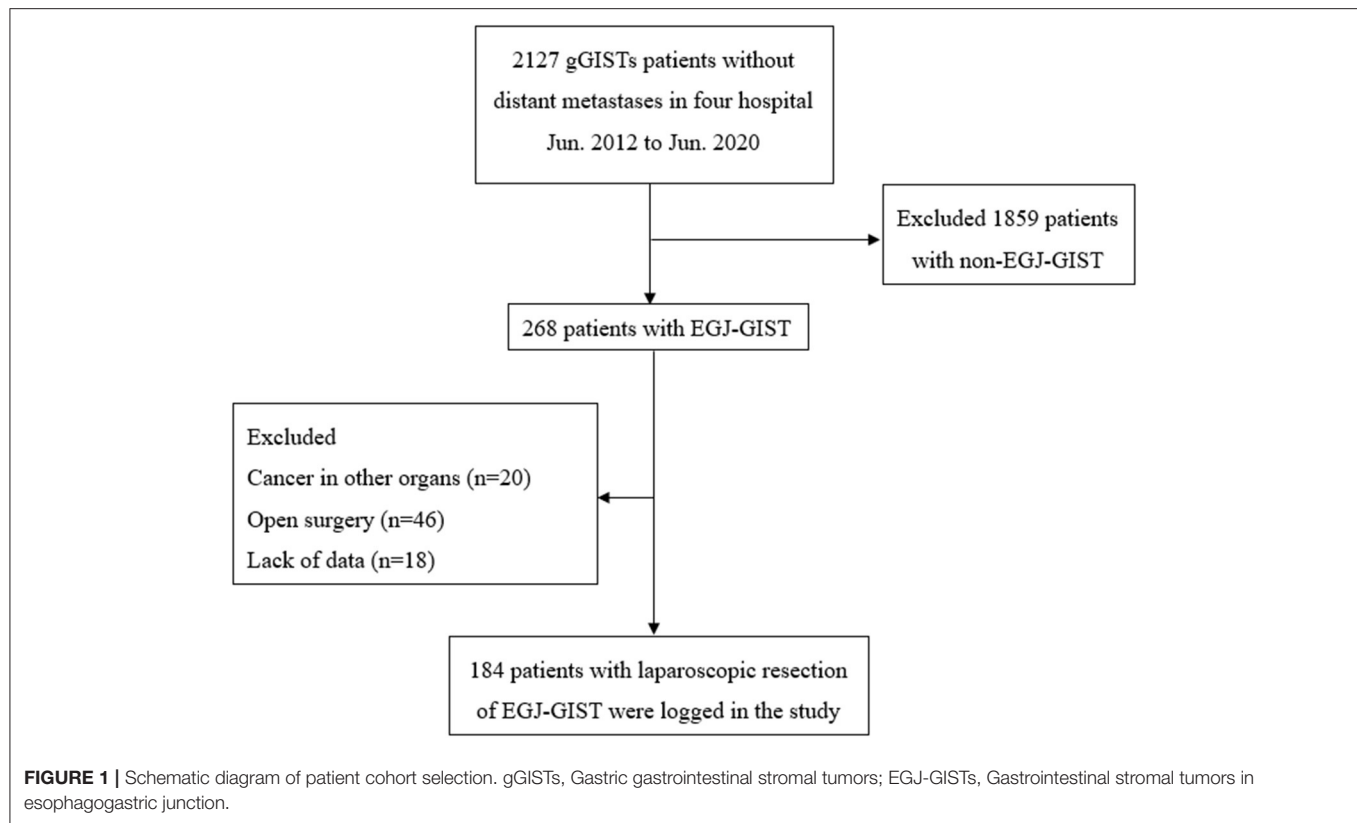 2127 gGISTs patients without
distant metastases in four hospital
Jun. 2012 to Jun. 2020
Excluded 1859 patients
with non-EGJ-GIST
268 patients with EGJ-GIST
Excluded
Cancer in other organs (n=20)
Open surgery (n=46)
Lack of data (n=18)
184 patients with laparoscopic resection
of EGJ-GIST were logged in the study
FIGURE 1 | Schematic diagram of patient cohort selection. gGISTs, Gastric gastrointestinal stromal tumors; EGJ-GISTs, Gastrointestinal stromal tumors in
esophagogastric junction.